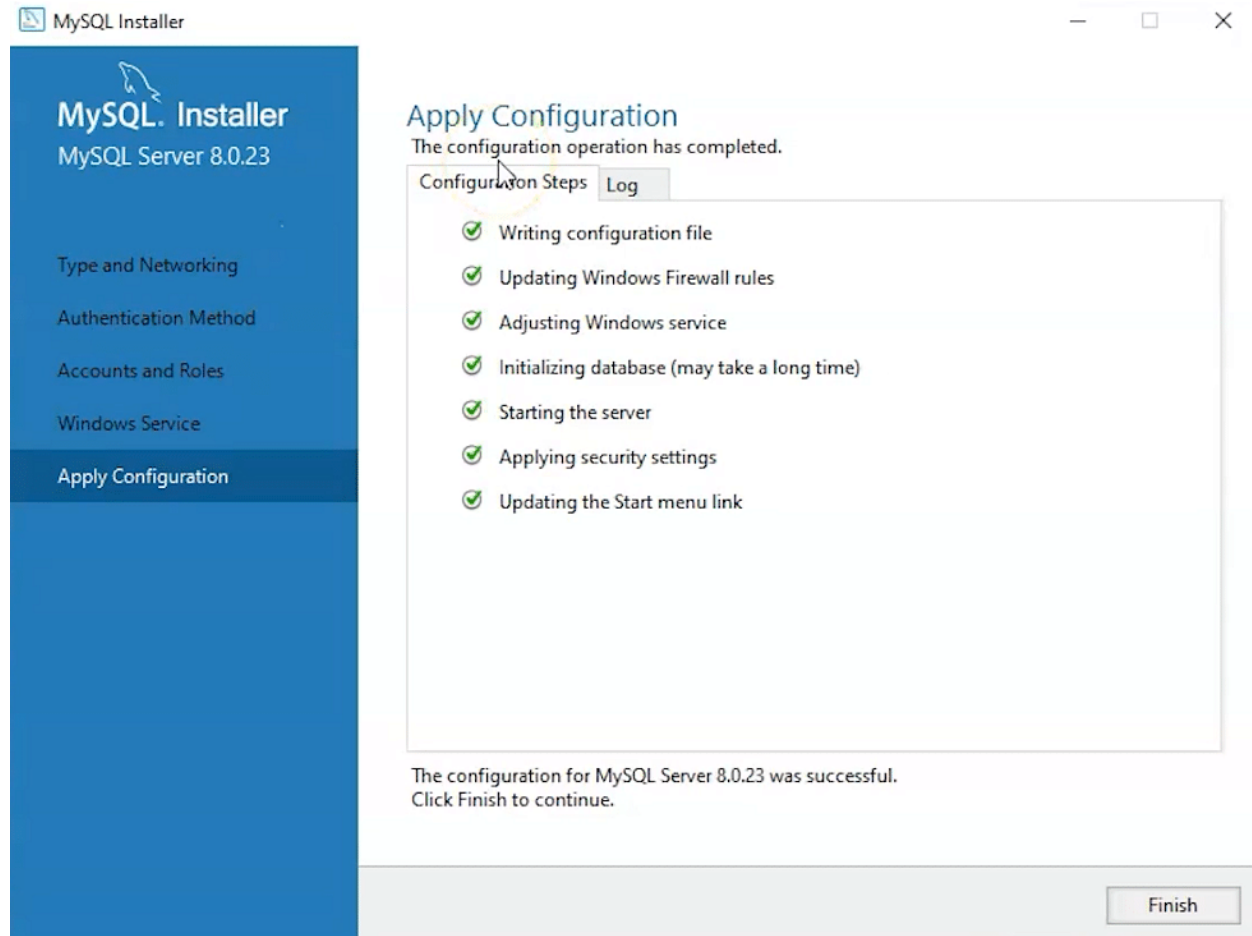 MySQL Installer
MySQL. Installer
MySQL Server 8.0.23
Type and Networking
Authentication Method
Accounts and Roles
Windows Service
Apply Configuration
Apply Configuration
The configuration operation has completed.
Configuration Steps
Log
Writing configuration file
Updating Windows Firewall rules
Adjusting Windows service
Initializing database (may take a long time)
Starting the server
Applying security settings
Updating the Start menu link
The configuration for MySQL Server 8.0.23 was successful.
Click Finish to continue.
Finish